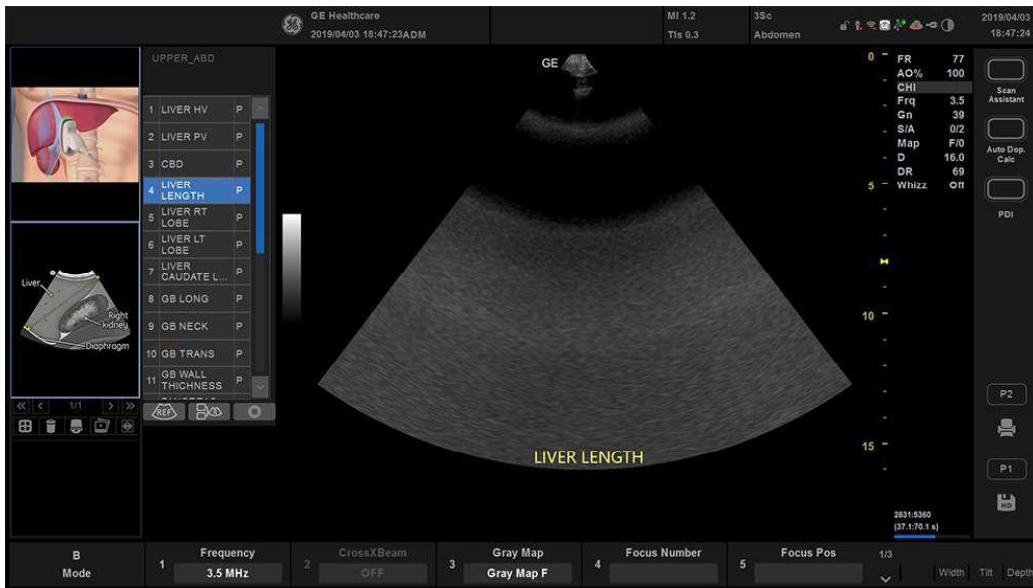 GE Healthcare
2019/04/03 18:47:23ADM
MI 1.2
TIs 0.3
3Sc
Abdomen
2019/04/03
18:47:24
UPPER_ABD
1 LIVER HV P
2 LIVER PV P
3 CBD P
4 LIVER LENGTH P
5 LIVER RT LOBE P
6 LIVER LT LOBE P
7 LIVER CAUDATE L... P
8 GB LONG P
9 GB NECK P
10 GB TRANS P
11 GB WALL THICKNESS P
REF
Liver
Right kidney
Diaphragm
1/1
GE
LIVER LENGTH
0
5
10
15
FR 77
AO% 100
CHI
Frq 3.5
Gn 39
S/A 0/2
Map F/0
D 16.0
DR 69
Whizz Off
2831:5360
(37.1:70.1 s)
Scan Assistant
Auto Dop. Calc
PDI
P2
P1
HD
B Mode
1 Frequency 3.5 MHz
2 CrossXBeam OFF
3 Gray Map Gray Map F
4 Focus Number
5 Focus Pos
1/3
Width Tilt Depth